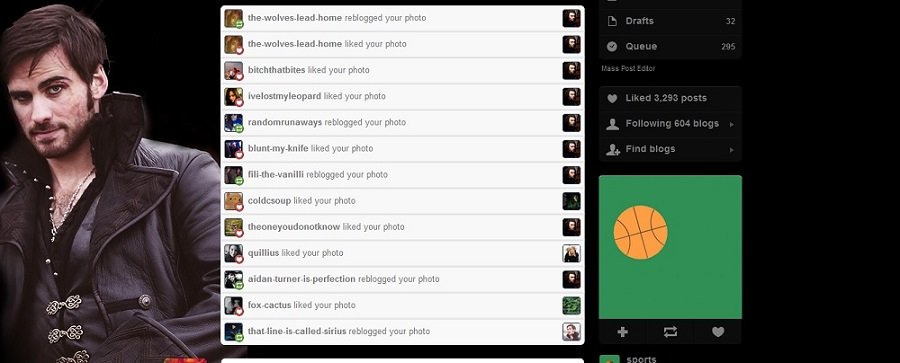 the-wolves-lead-home reblogged your photo
the-wolves-lead-home liked your photo
bitchthatbites liked your photo
ivelostmyleopard liked your photo
randomrunaways reblogged your photo
blunt-my-knife liked your photo
fili-the-vanilli reblogged your photo
coldcsoup liked your photo
theoneyoudonotknow liked your photo
quillius liked your photo
aidan-turner-is-perfection reblogged your photo
fox-cactus liked your photo
that-line-is-called-sirius reblogged your photo
Drafts 32
Queue 295
Mass Post Editor
Liked 3,293 posts
Following 604 blogs
Find blogs
sports